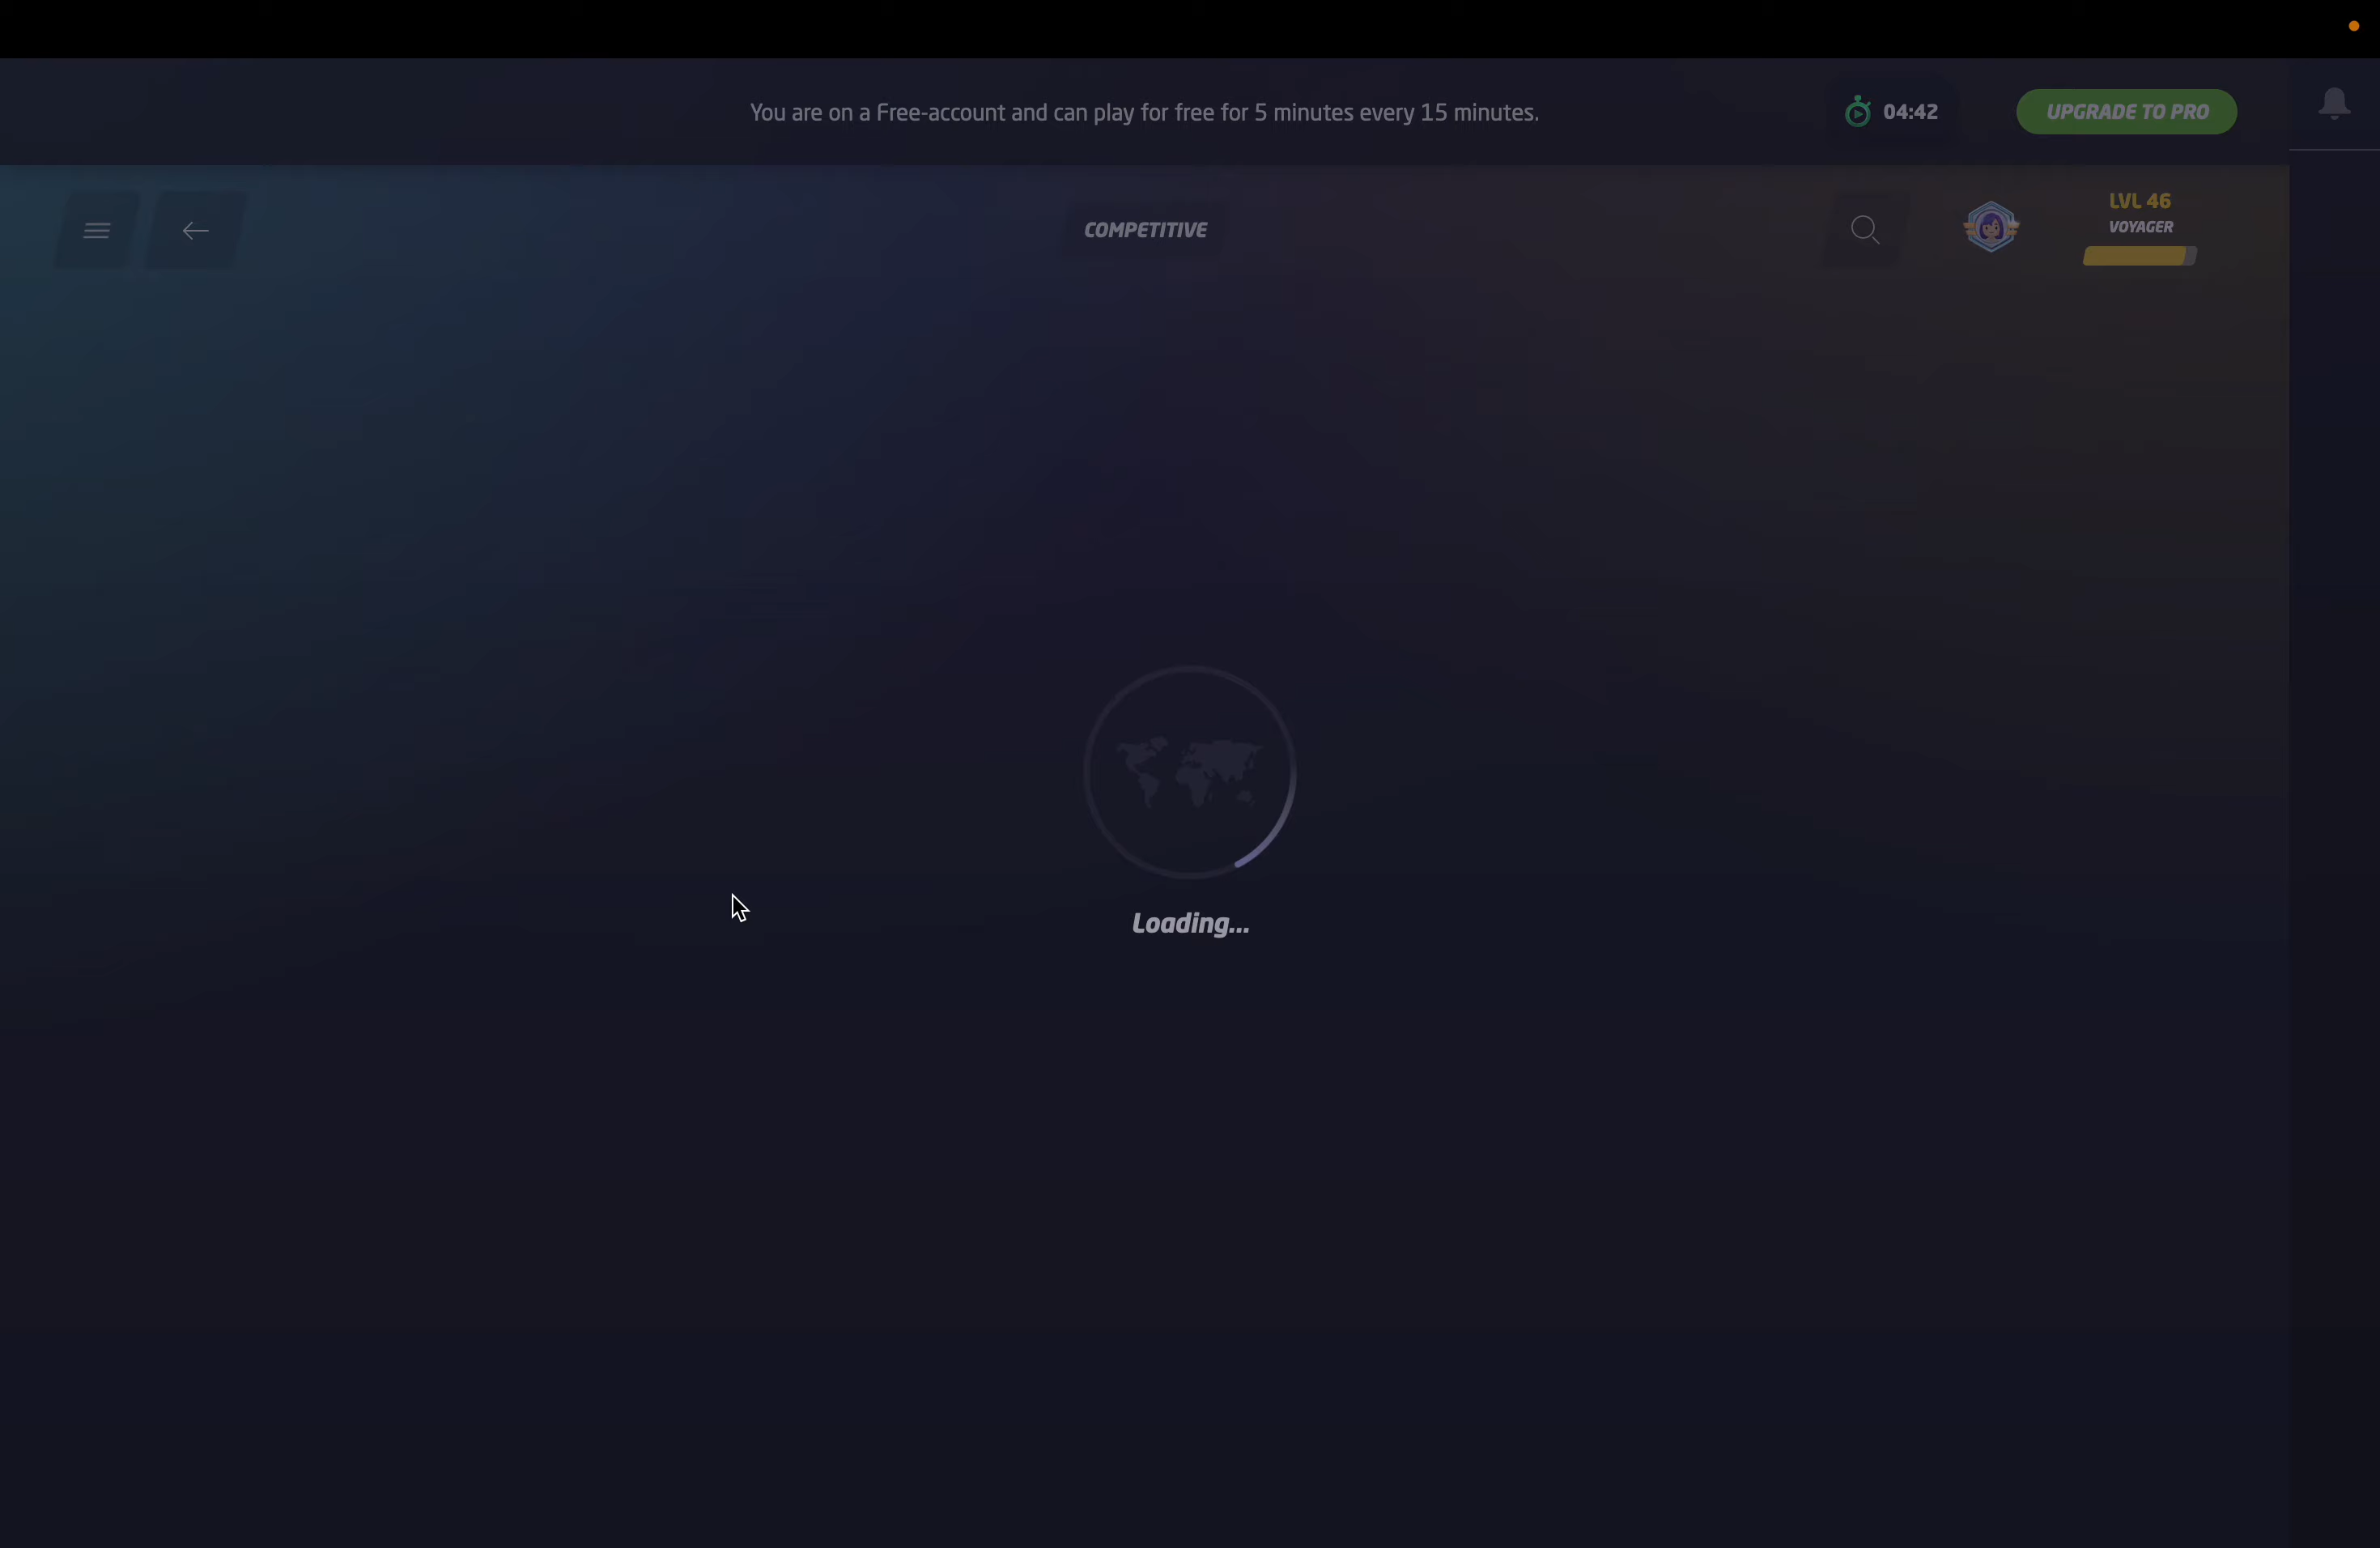 You are on a Free-account and can play for free for 5 minutes every 15 minutes.
04:42
UPGRADE TO PRO
COMPETITIVE
LVL 46
VOYAGER
Loading...